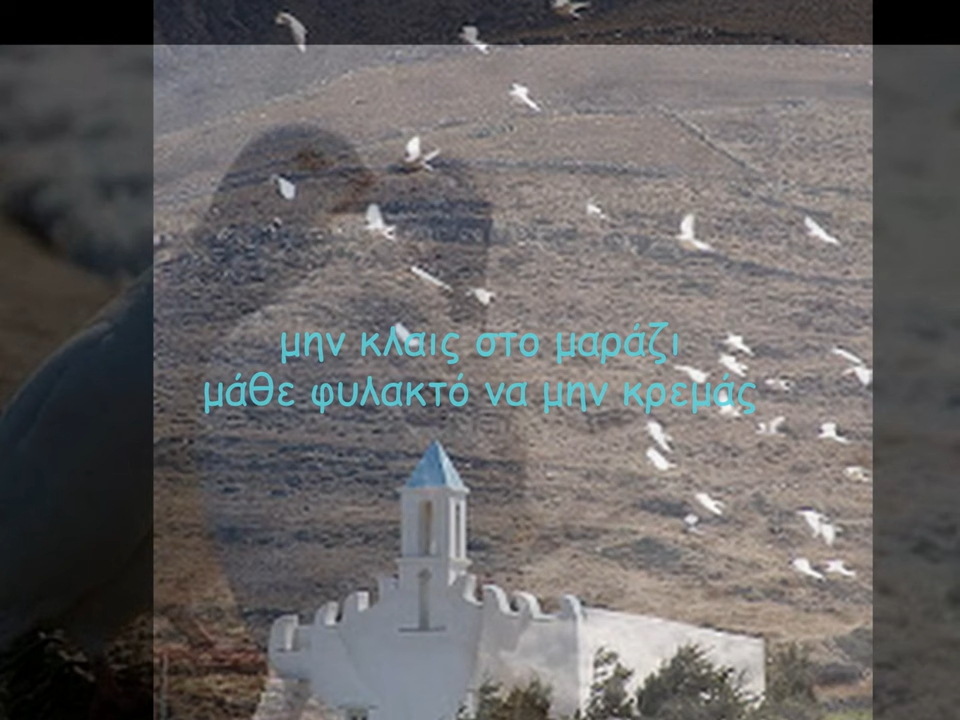 μην κλαις στο μαράζι
μάθε φυλακτό να μην κρεμάς